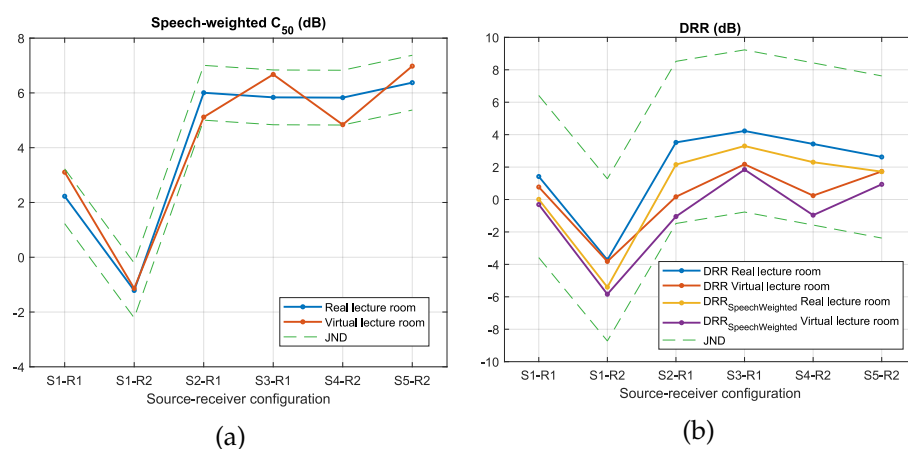 Speech-weighted C50 (dB)
8
6
4
2
0
-2
-4
S1-R1 S1-R2 S2-R1 S3-R1 S4-R2 S5-R2
Source-receiver configuration
Real lecture room
Virtual lecture room
JND
(a)
DRR (dB)
10
8
6
4
2
0
-2
-4
-6
-8
-10
S1-R1 S1-R2 S2-R1 S3-R1 S4-R2 S5-R2
Source-receiver configuration
DRR Real lecture room
DRR Virtual lecture room
DRRSpeechWeighted Real lecture room
DRRSpeechWeighted Virtual lecture room
JND
(b)